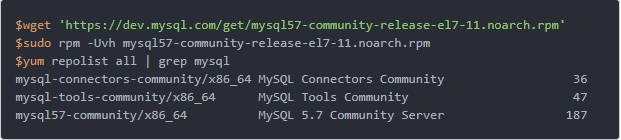 $wget 'https://dev.mysql.com/get/mysql57-community-release-el7-11.noarch.rpm'
$sudo rpm -Uvh mysql57-community-release-el7-11.noarch.rpm
$yum repolist all | grep mysql
mysql-connectors-community/x86_64 MySQL Connectors Community 36
mysql-tools-community/x86_64 MySQL Tools Community 47
mysql57-community/x86_64 MySQL 5.7 Community Server 187